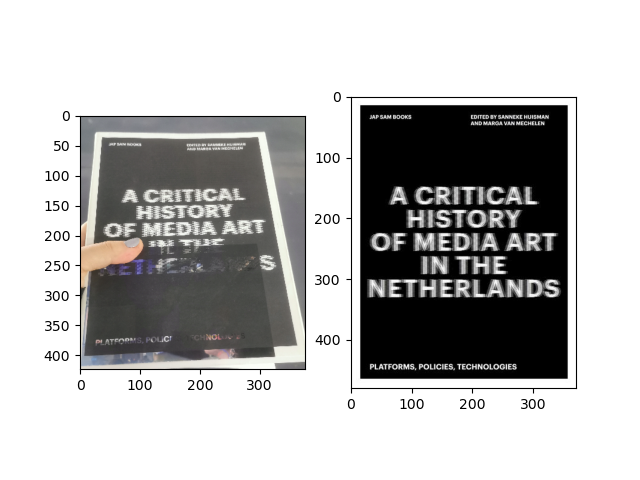 JAP SAM BOOKS
EDITED BY SANNEKE HUISMAN
AND MARGA VAN MECHELEN
A CRITICAL
HISTORY
OF MEDIA ART
IN THE
NETHERLANDS
PLATFORMS, POLICIES, TECHNOLOGIES
0
50
100
150
200
250
300
350
400
0
100
200
300
JAP SAM BOOKS
EDITED BY SANNEKE HUISMAN
AND MARGA VAN MECHELEN
A CRITICAL
HISTORY
OF MEDIA ART
IN THE
NETHERLANDS
PLATFORMS, POLICIES, TECHNOLOGIES
0
100
200
300
400
0
100
200
300